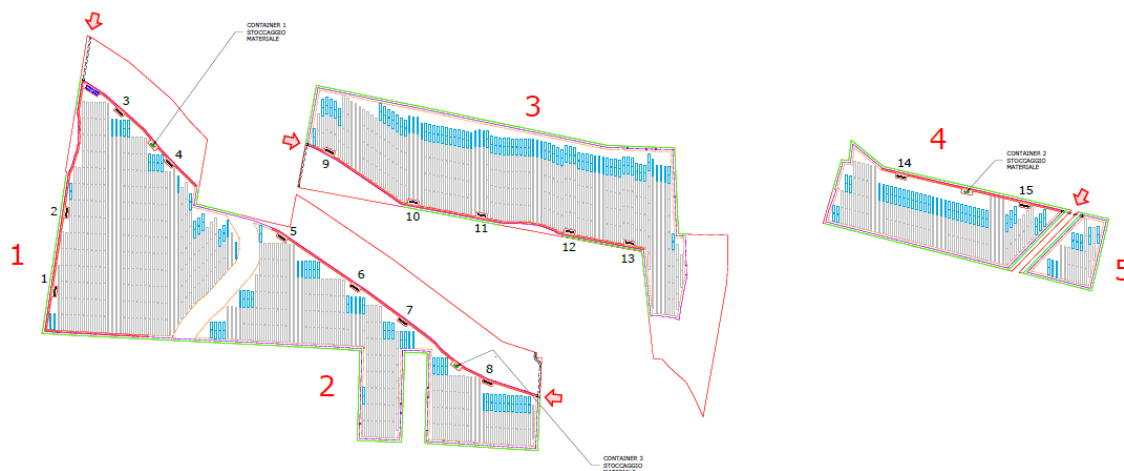 CONTAINER 1
STOCCAGGIO
MATERIALE
3
3
4
1
2
4
9
10
11
12
13
14
CONTAINER 2
STOCCAGGIO
MATERIALE
15
5
1
5
6
7
8
2
CONTAINER 3
STOCCAGGIO
MATERIALE